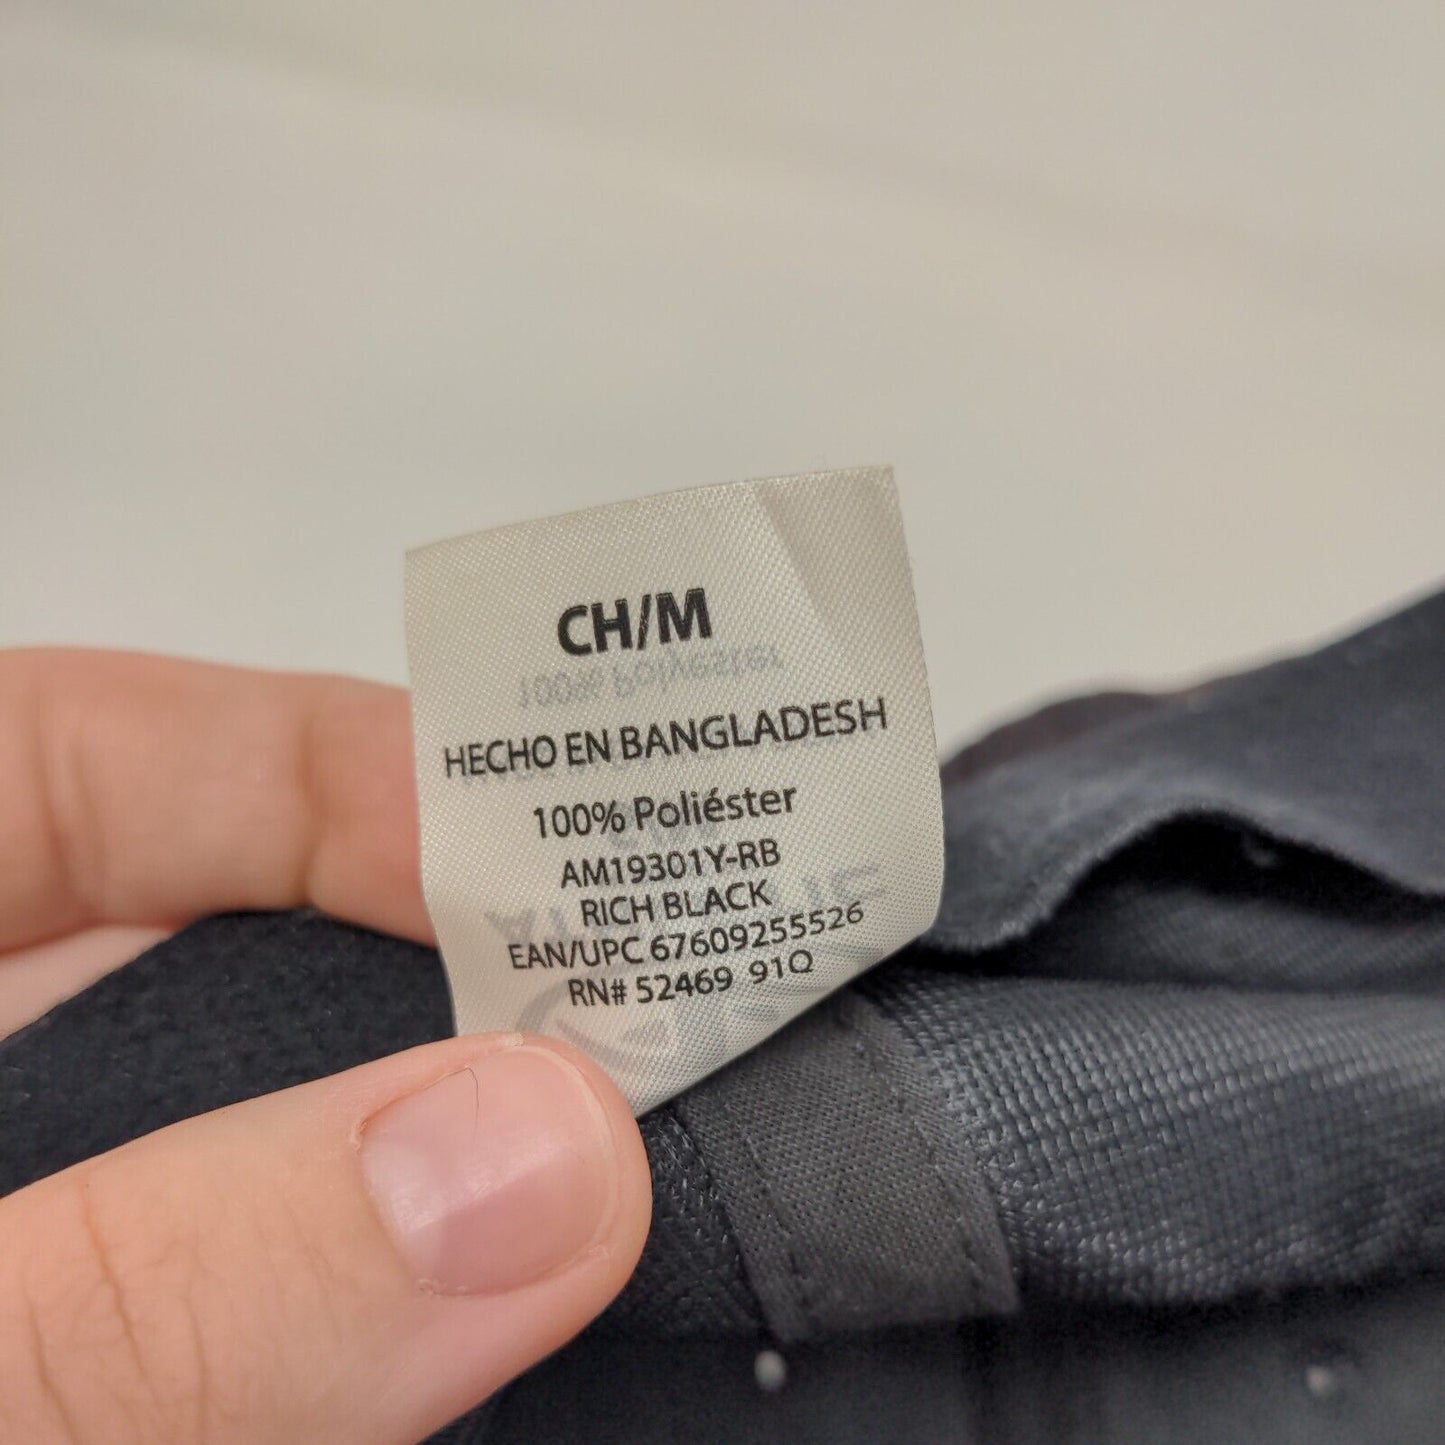 CH/M
HECHO EN BANGLADESH
100% Poliéster
AM19301Y-RB
RICH BLACK
EAN/UPC 67609255526
RN# 52469 91Q